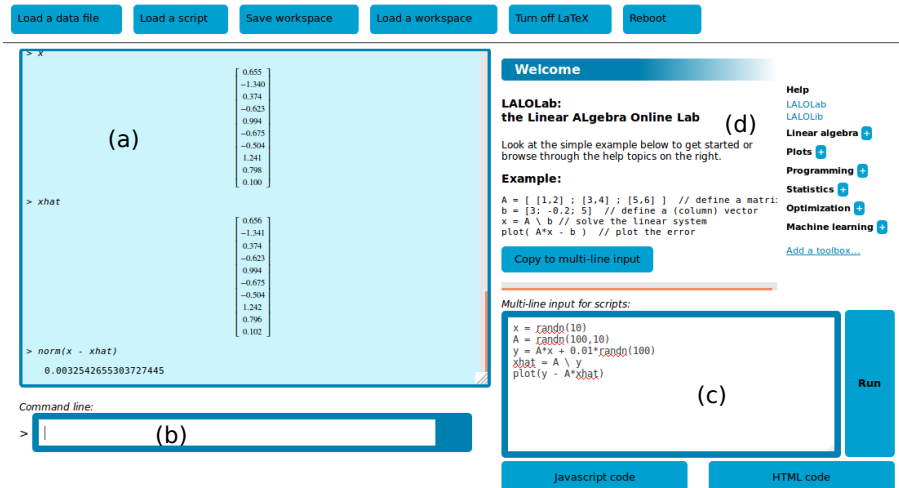 Load a data file Load a script Save workspace Load a workspace Turn off LaTeX Reboot
> x
0.655
−1.340
0.374
−0.623
0.994
−0.675
−0.504
1.241
0.798
0.100
(a)
> xhat
0.656
−1.341
0.374
−0.623
0.994
−0.675
−0.504
1.242
0.796
0.102
> norm(x - xhat)
0.0032542655303727445
Command line:
>
(b)
Welcome
LALOLab:
the Linear ALgebra Online Lab
(d)
Look at the simple example below to get started or
browse through the help topics on the right.
Example:
A = [ [1,2] ; [3,4] ; [5,6] ] // define a matri
b = [3; -0.2; 5] // define a (column) vector
x = A \ b // solve the linear system
plot( A*x - b ) // plot the error
Copy to multi-line input
Help
LALOLab
LALOLib
Linear algebra +
Plots +
Programming +
Statistics +
Optimization +
Machine learning +
Add a toolbox...
Multi-line input for scripts:
x = randn(10)
A = randn(100,10)
y = A*x + 0.01*randn(100)
xhat = A \ y
plot(y - A*xhat)
(c)
Run
Javascript code HTML code